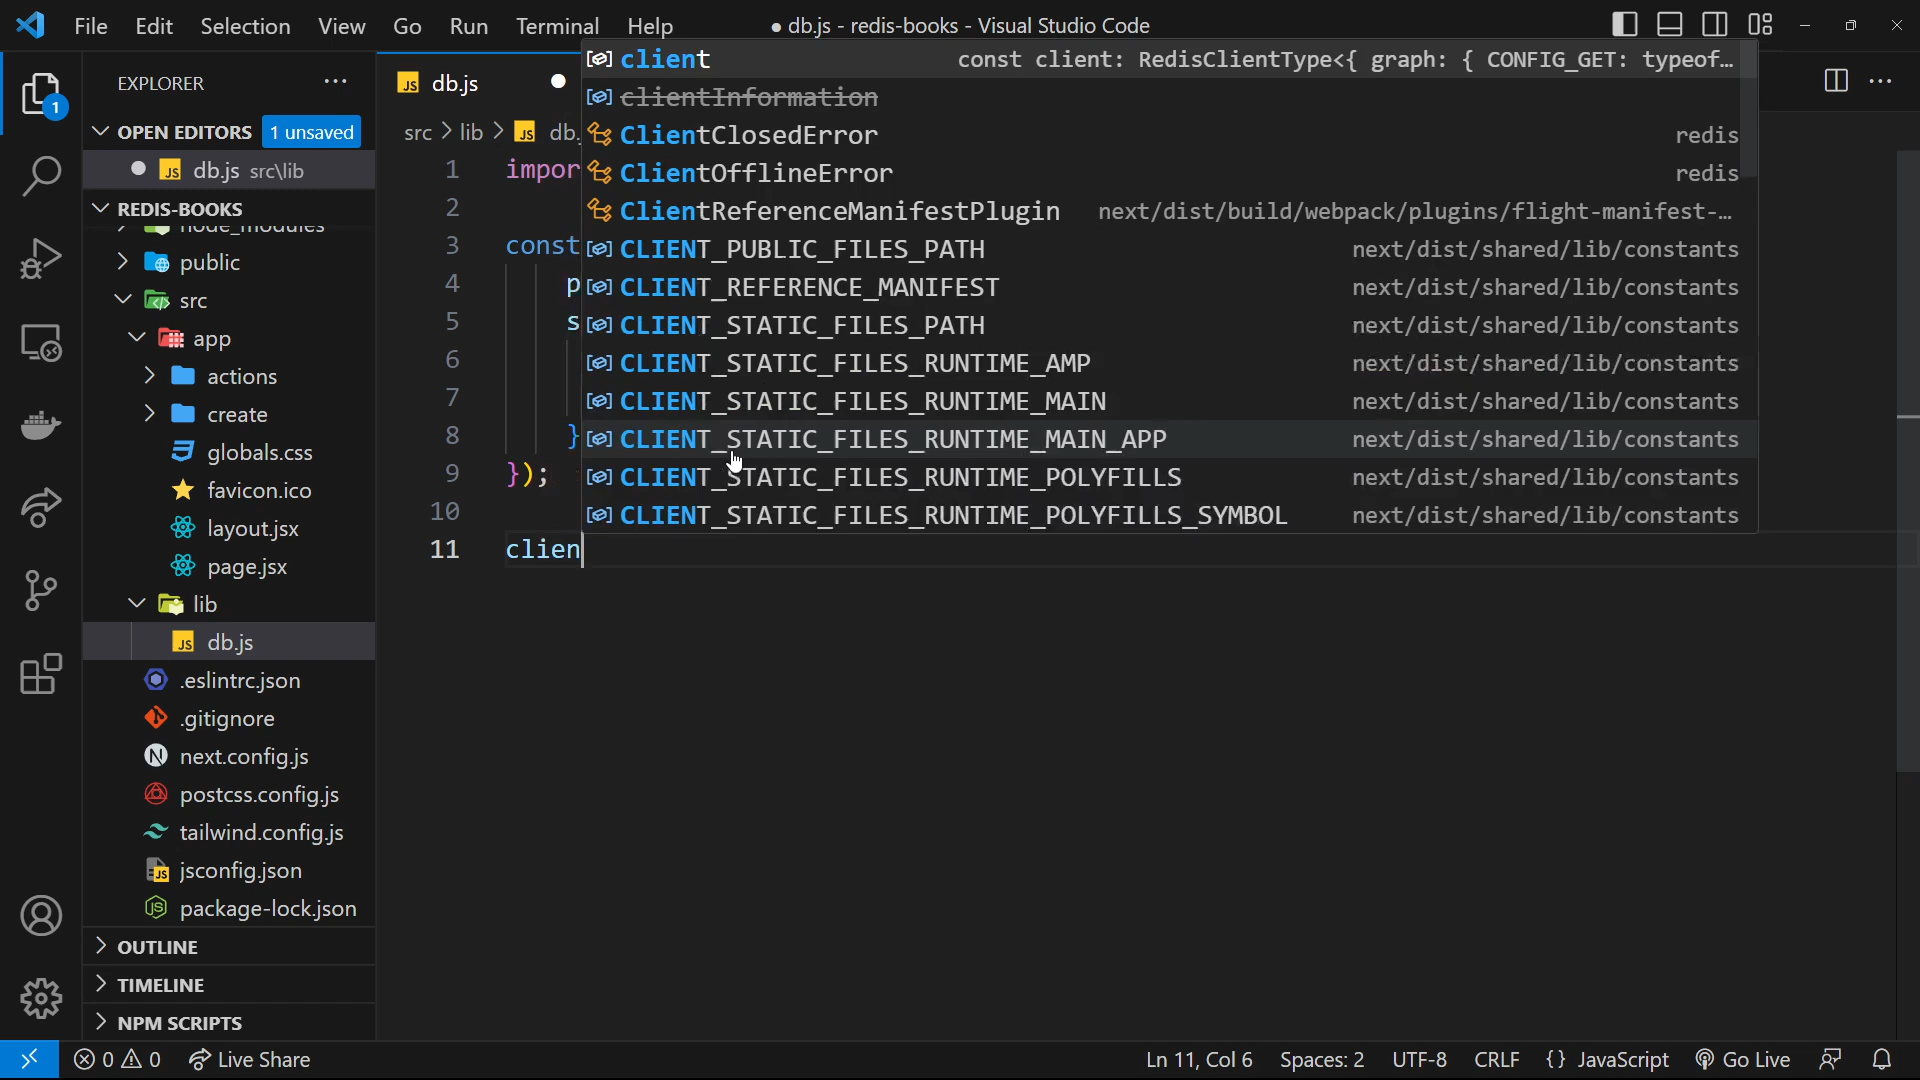 File Edit Selection View Go Run Terminal Help
● db.js - redis-books - Visual Studio Code
EXPLORER ···
1
OPEN EDITORS 1 unsaved
JS db.js src\lib
REDIS-BOOKS
node_modules
public
src
app
actions
create
globals.css
favicon.ico
layout.jsx
page.jsx
lib
JS db.js
.eslintrc.json
.gitignore
N next.config.js
postcss.config.js
tailwind.config.js
JS jsconfig.json
JS package-lock.json
OUTLINE
TIMELINE
NPM SCRIPTS
JS db.js
src > lib > JS db.
1 impor
2
3 const
4 p
5 s
6
7
8 }
9 });
10
11 clien
client const client: RedisClientType<{ graph: { CONFIG_GET: typeof…
clientInformation
ClientClosedError redis
ClientOfflineError redis
ClientReferenceManifestPlugin next/dist/build/webpack/plugins/flight-manifest-…
CLIENT_PUBLIC_FILES_PATH next/dist/shared/lib/constants
CLIENT_REFERENCE_MANIFEST next/dist/shared/lib/constants
CLIENT_STATIC_FILES_PATH next/dist/shared/lib/constants
CLIENT_STATIC_FILES_RUNTIME_AMP next/dist/shared/lib/constants
CLIENT_STATIC_FILES_RUNTIME_MAIN next/dist/shared/lib/constants
CLIENT_STATIC_FILES_RUNTIME_MAIN_APP next/dist/shared/lib/constants
CLIENT_STATIC_FILES_RUNTIME_POLYFILLS next/dist/shared/lib/constants
CLIENT_STATIC_FILES_RUNTIME_POLYFILLS_SYMBOL next/dist/shared/lib/constants
0 0 Live Share Ln 11, Col 6 Spaces: 2 UTF-8 CRLF {} JavaScript Go Live